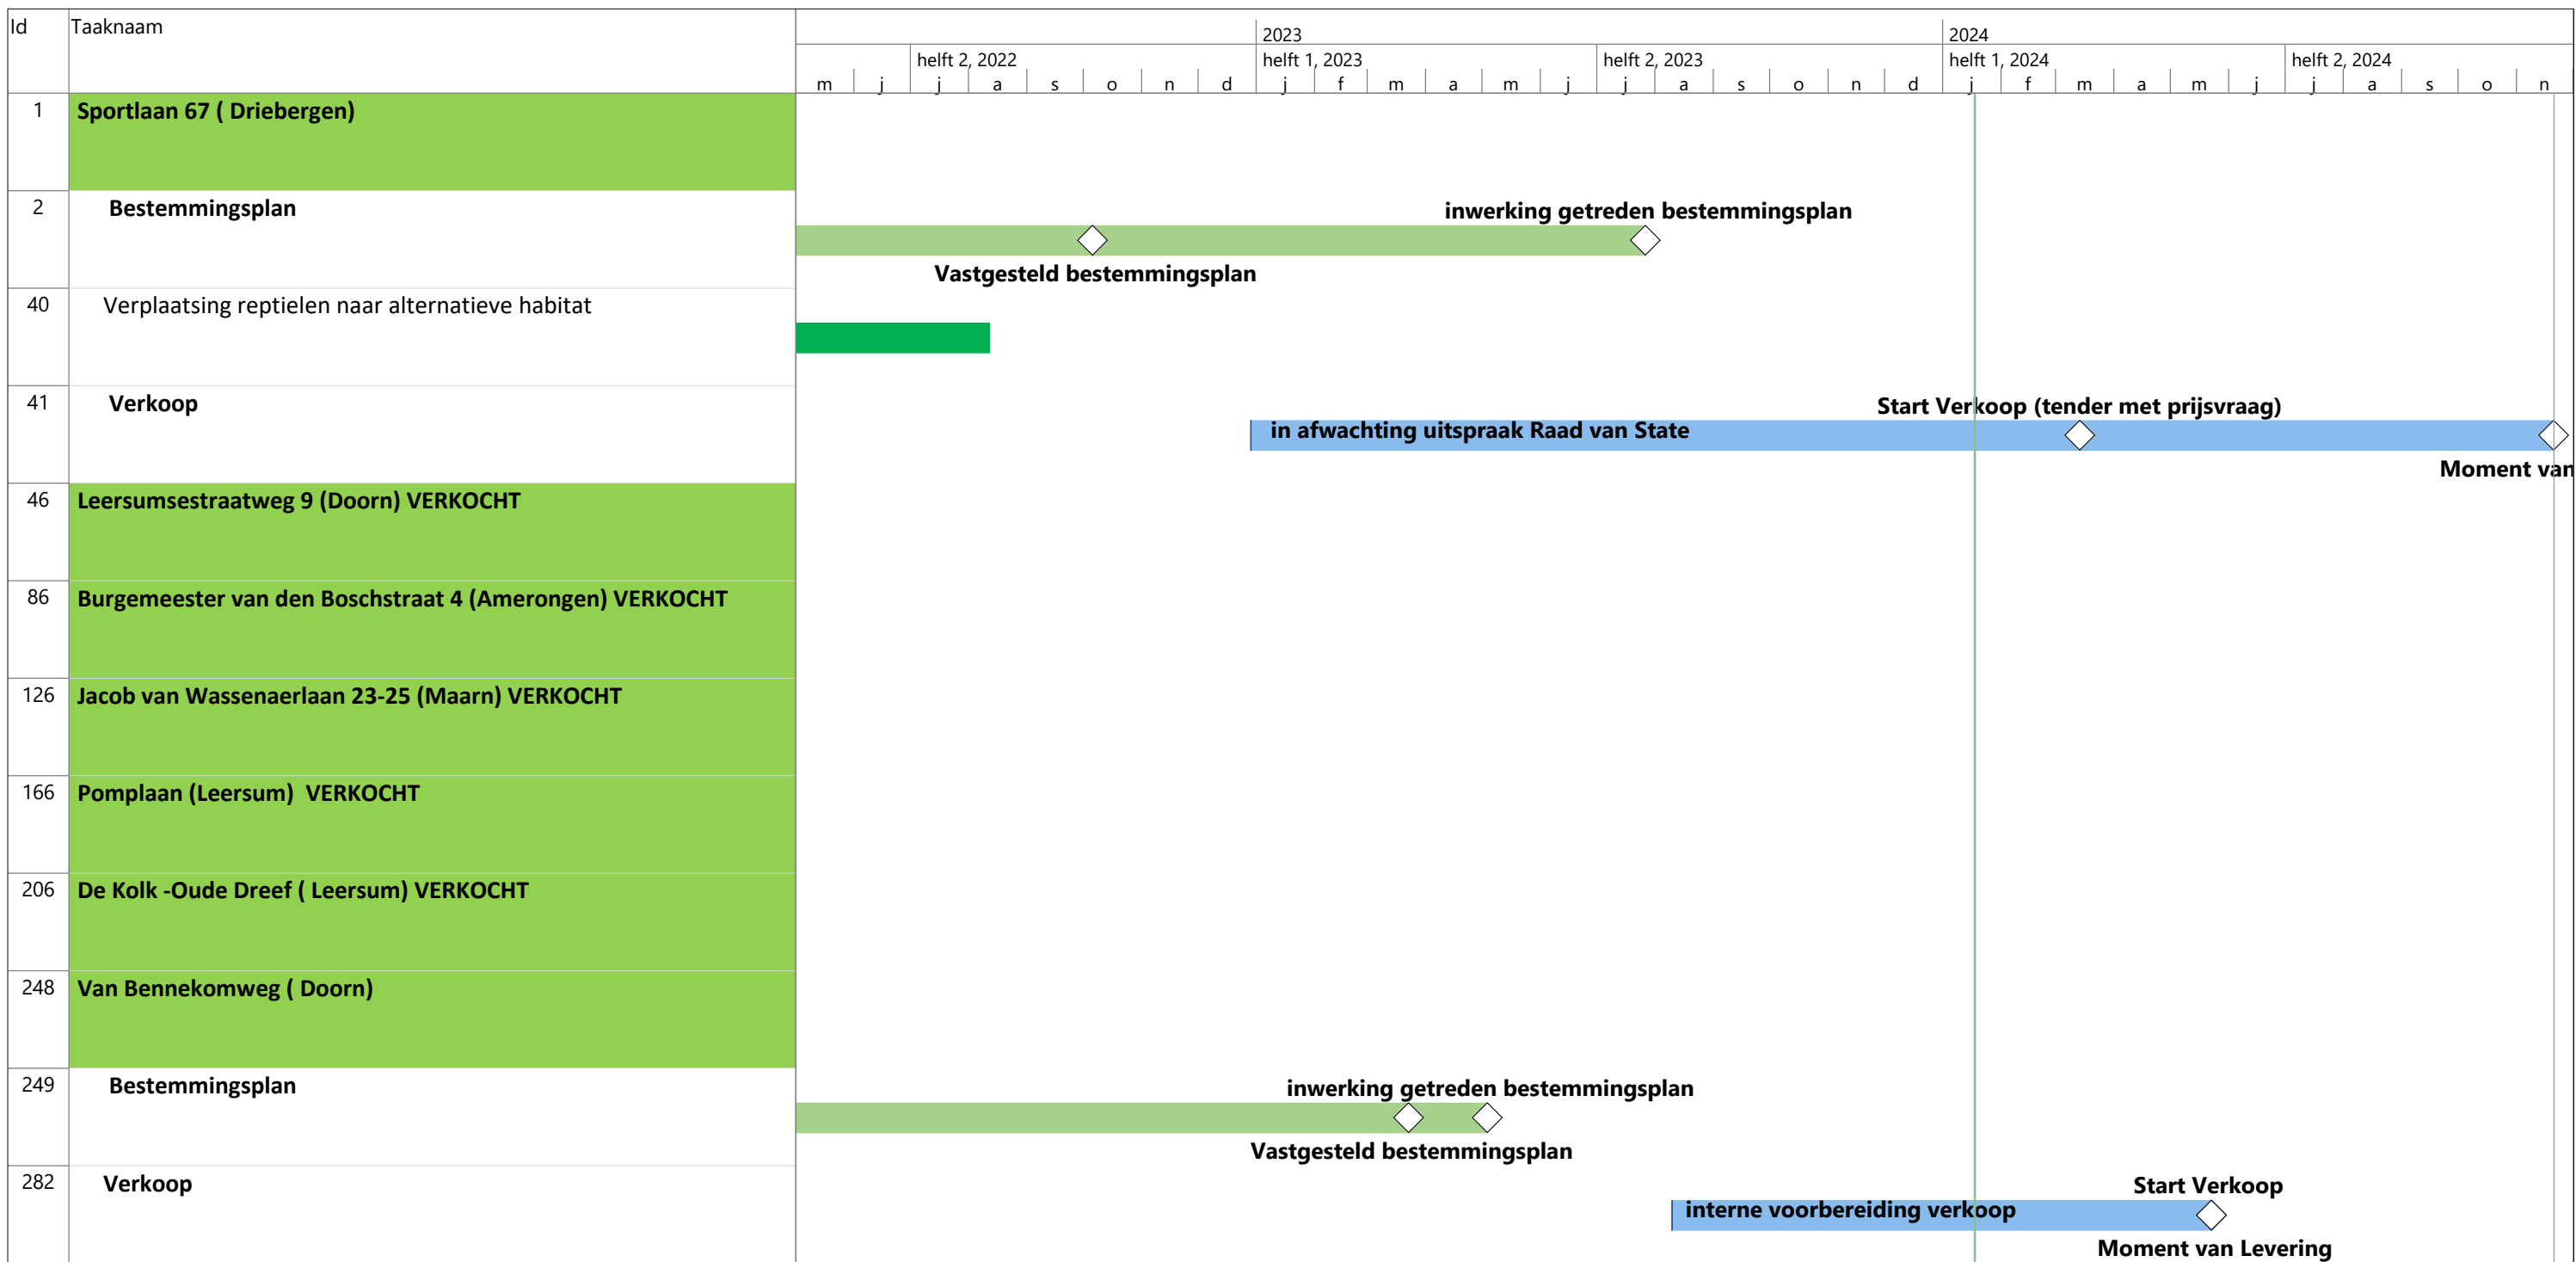 Id Taaknaam
2023 2024
helft 2, 2022 helft 1, 2023 helft 2, 2023 helft 1, 2024 helft 2, 2024
m j j a s o n d j f m a m j j a s o n d j f m a m j j a s o n
1 Sportlaan 67 ( Driebergen)
2 Bestemmingsplan
inwerking getreden bestemmingsplan
Vastgesteld bestemmingsplan
40 Verplaatsing reptielen naar alternatieve habitat
41 Verkoop
Start Verkoop (tender met prijsvraag)
in afwachting uitspraak Raad van State
Moment van
46 Leersumsestraatweg 9 (Doorn) VERKOCHT
86 Burgemeester van den Boschstraat 4 (Amerongen) VERKOCHT
126 Jacob van Wassenaerlaan 23-25 (Maarn) VERKOCHT
166 Pomplaan (Leersum) VERKOCHT
206 De Kolk -Oude Dreef ( Leersum) VERKOCHT
248 Van Bennekomweg ( Doorn)
249 Bestemmingsplan
inwerking getreden bestemmingsplan
Vastgesteld bestemmingsplan
282 Verkoop
Start Verkoop
interne voorbereiding verkoop
Moment van Levering